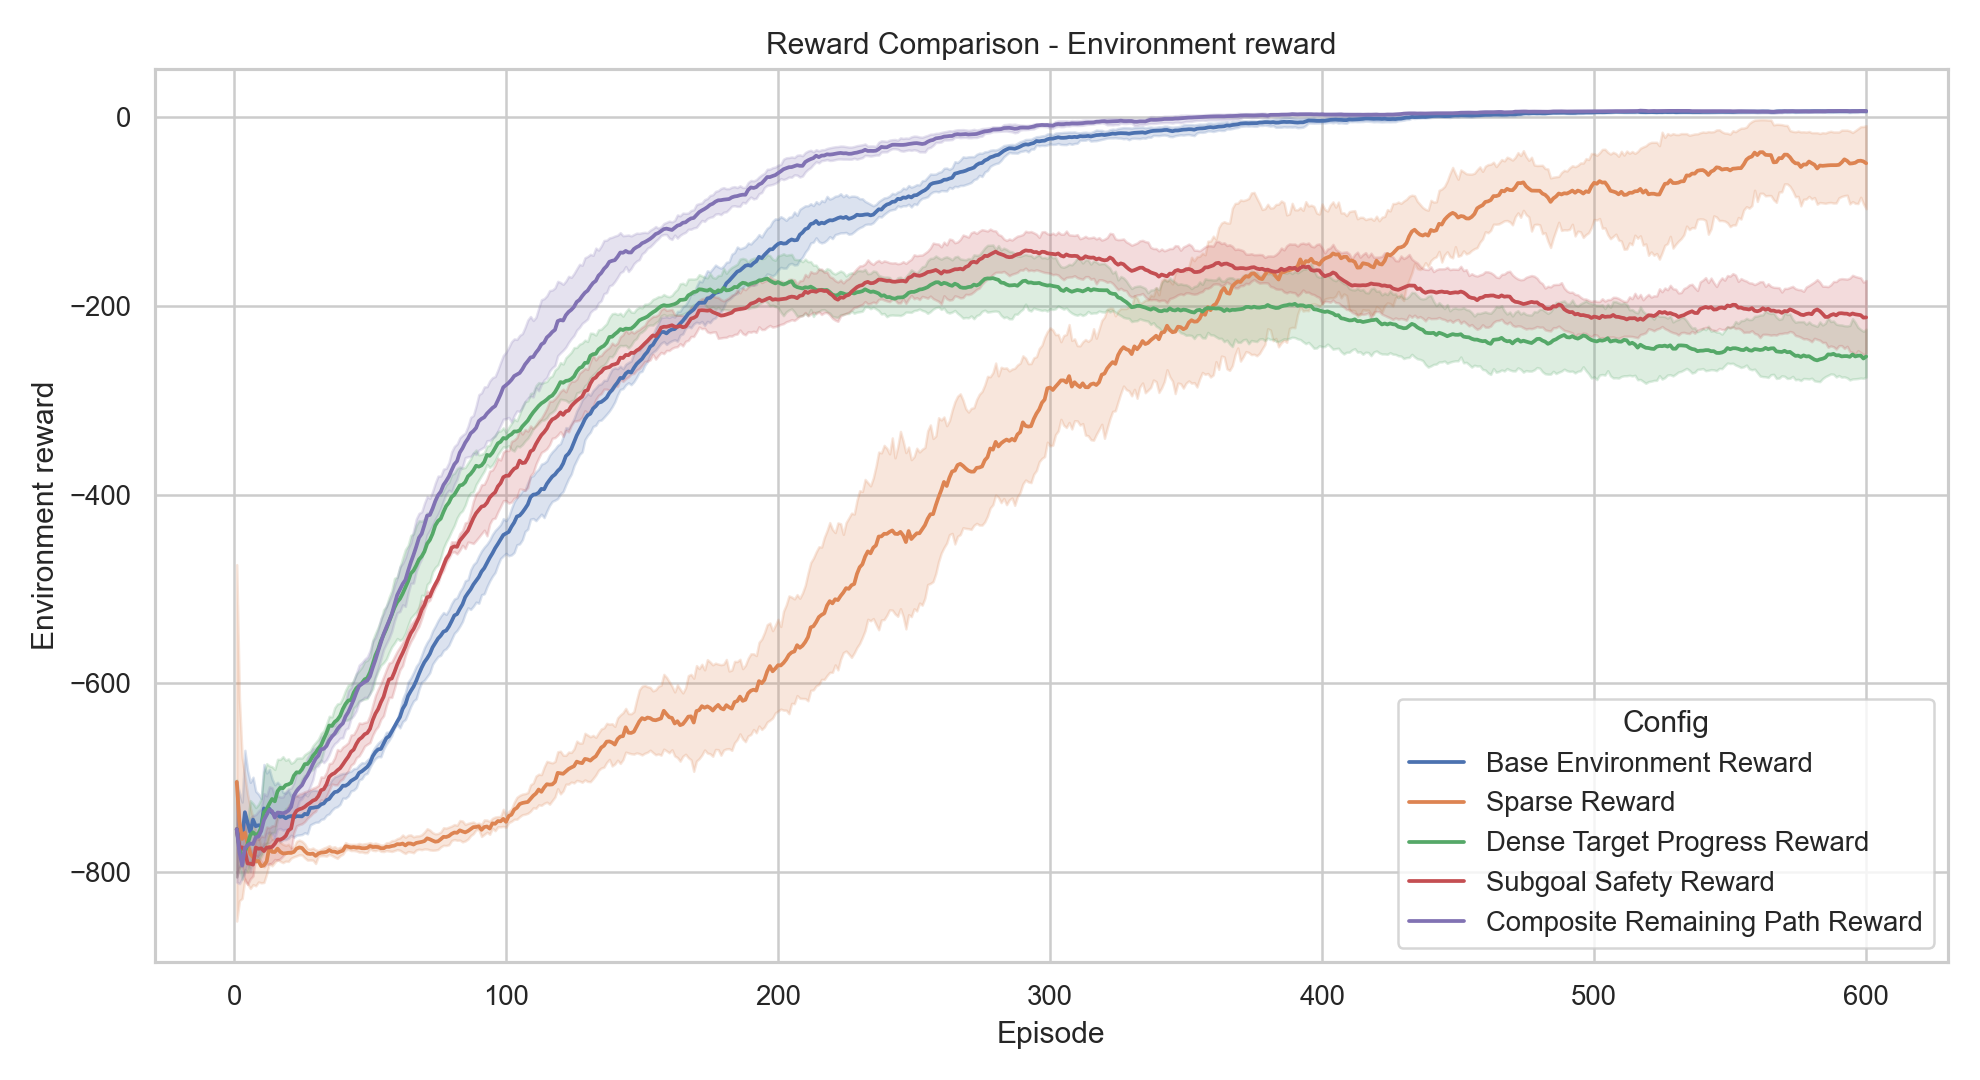 Reward Comparison - Environment reward
Environment reward
0
−200
−400
−600
−800
0
100
200
300
400
500
600
Episode
Config
Base Environment Reward
Sparse Reward
Dense Target Progress Reward
Subgoal Safety Reward
Composite Remaining Path Reward